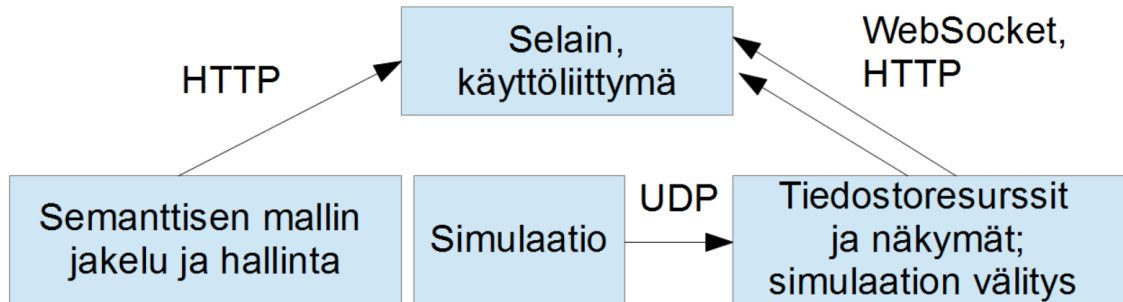 Selain,
käyttöliittymä
WebSocket,
HTTP
HTTP
Semanttisen mallin
jakelu ja hallinta
Simulaatio
UDP
Tiedostoresurssit
ja näkymät;
simulaation välitys